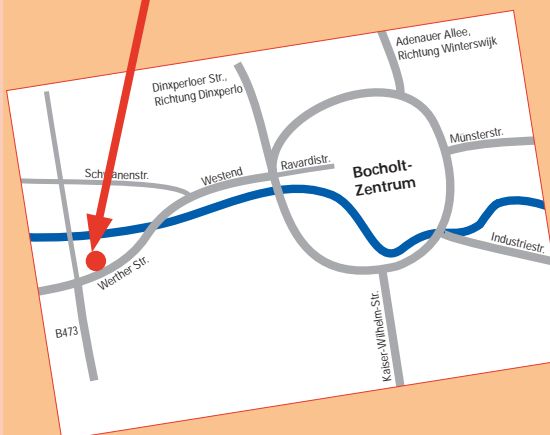 Adenauer Allee,
Richtung Winterswijk
Dinxperloer Str.,
Richtung Dinxperlo
Münsterstr.
Schwanenstr.
Westend
Ravardistr.
Bocholt-
Zentrum
Industriestr.
Werther Str.
B473
Kaiser-Wilhelm-Str.